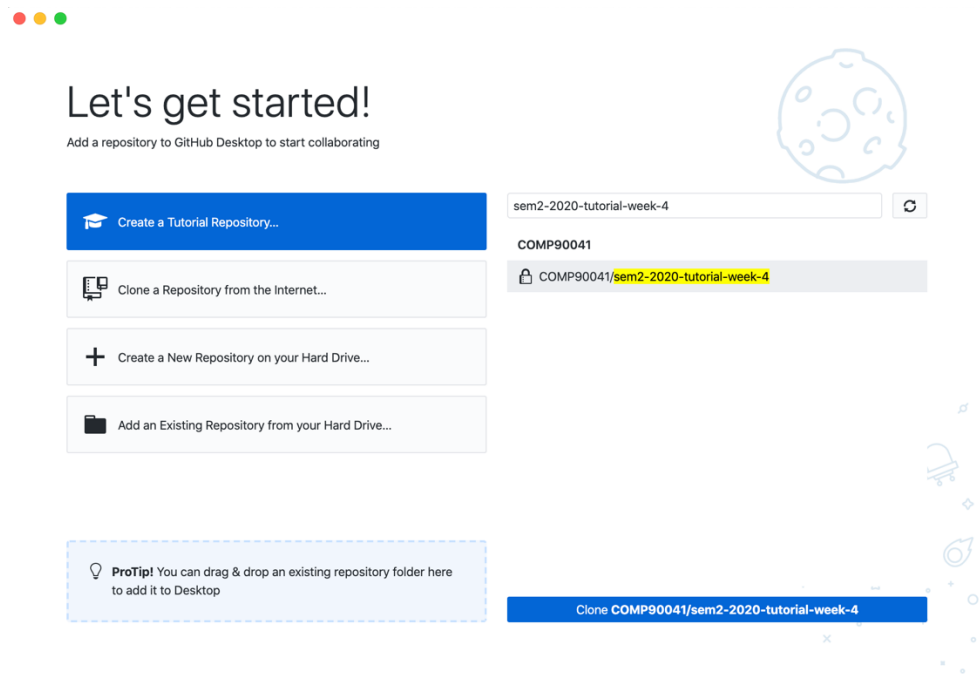 Let's get started!
Add a repository to GitHub Desktop to start collaborating
Create a Tutorial Repository...
Clone a Repository from the Internet...
Create a New Repository on your Hard Drive...
Add an Existing Repository from your Hard Drive...
ProTip! You can drag & drop an existing repository folder here
to add it to Desktop
sem2-2020-tutorial-week-4
COMP90041
COMP90041/sem2-2020-tutorial-week-4
Clone COMP90041/sem2-2020-tutorial-week-4